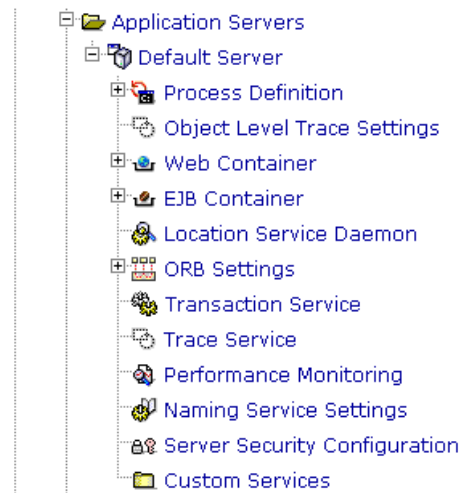 Application Servers
Default Server
Process Definition
Object Level Trace Settings
Web Container
EJB Container
Location Service Daemon
ORB Settings
Transaction Service
Trace Service
Performance Monitoring
Naming Service Settings
Server Security Configuration
Custom Services